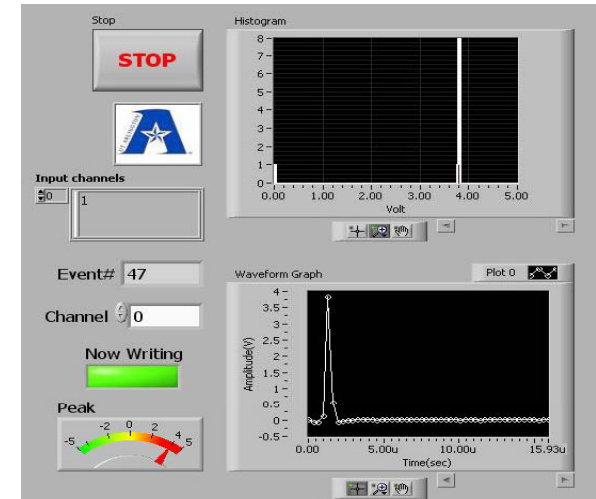 Stop
STOP
UT ARLINGTON
A
Input channels
0
1
Event# 47
Channel 0
Now Writing
Peak
-5 -2 0 2 4 5
Histogram
8
7
6
5
4
3
2
1
0
0.00 1.00 2.00 3.00 4.00 5.00
Volt
Waveform Graph
Plot 0
Amplitude(V)
4
3.5
3
2.5
2
1.5
1
0.5
0
-0.5
0.00 5.00u 10.00u 15.93u
Time(sec)